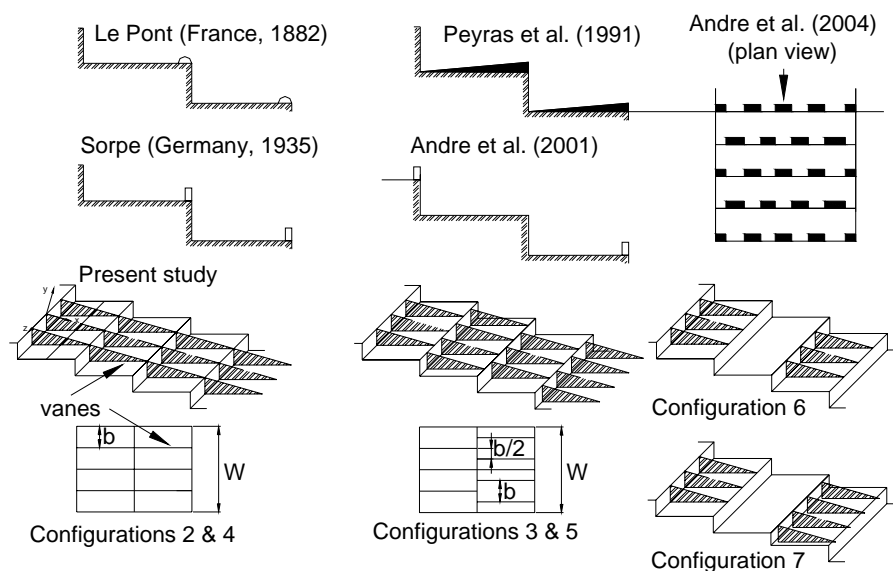 Le Pont (France, 1882)
Peyras et al. (1991)
Andre et al. (2004)
(plan view)
Sorpe (Germany, 1935)
Andre et al. (2001)
Present study
y
x
z
vanes
b
W
Configurations 2 & 4
b/2
b
W
Configurations 3 & 5
Configuration 6
Configuration 7